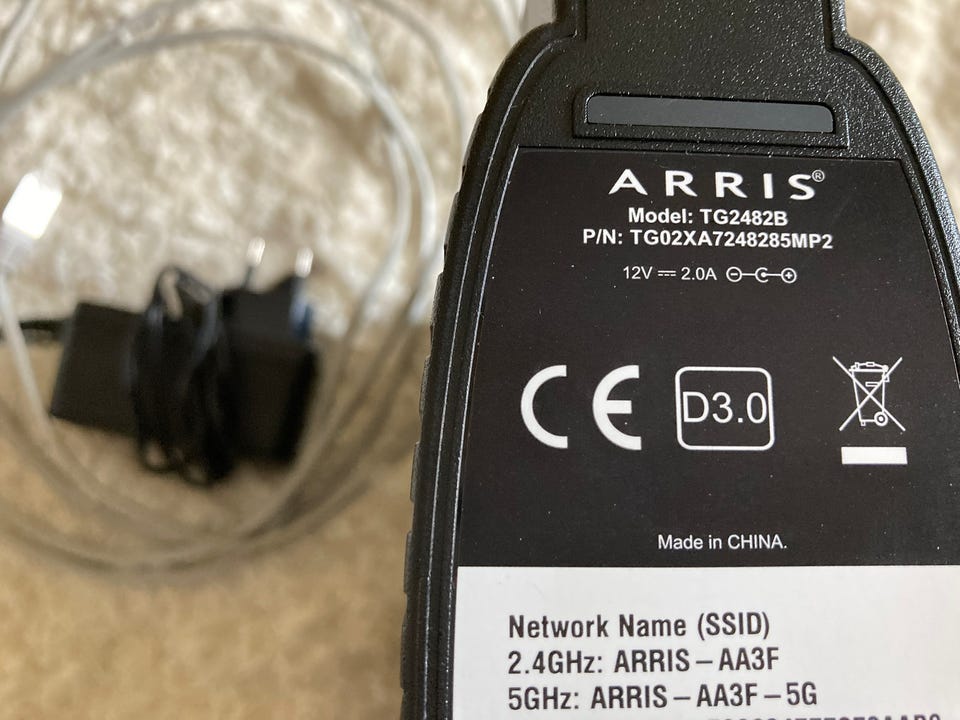 ARRIS®
Model: TG2482B
P/N: TG02XA7248285MP2
12V ⎓ 2.0A
CE
D3.0
Made in CHINA.
Network Name (SSID)
2.4GHz: ARRIS – AA3F
5GHz: ARRIS – AA3F – 5G